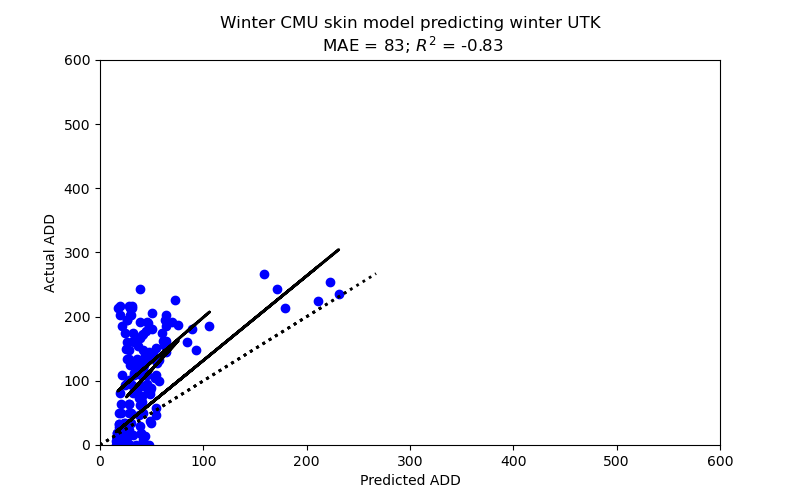 Winter CMU skin model predicting winter UTK
MAE = 83; $R^2$ = -0.83
600
500
400
300
200
100
0
Actual ADD
0 100 200 300 400 500 600
Predicted ADD